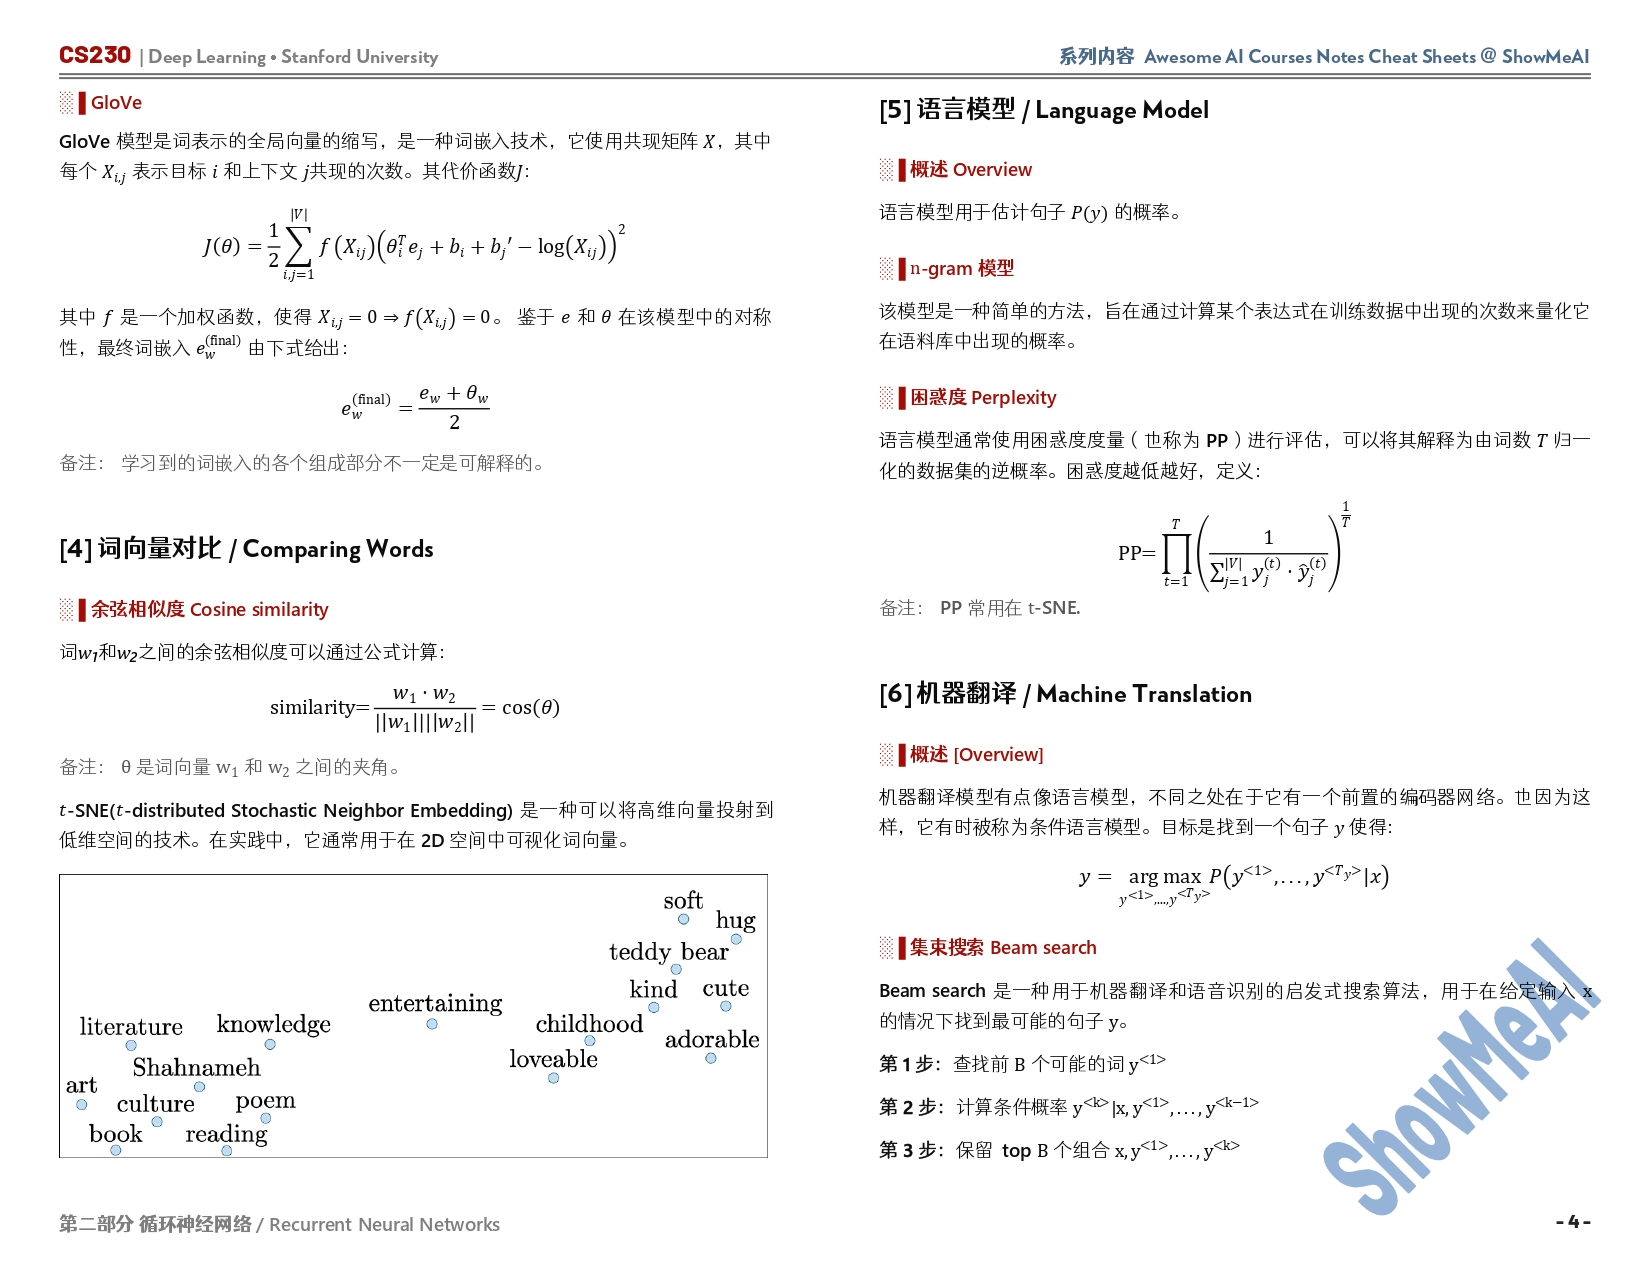 CS230 | Deep Learning • Stanford University
系列内容 Awesome AI Courses Notes Cheat Sheets @ ShowMeAI
GloVe
GloVe 模型是词表示的全局向量的缩写，是一种词嵌入技术，它使用共现矩阵 X，其中
每个 X_{i,j} 表示目标 i 和上下文 j共现的次数。其代价函数J：
J(θ) = \frac{1}{2} \sum_{i,j=1}^{|V|} f(X_{ij})(θ_i^T e_j + b_i + b_j′ − log(X_{ij}))^2
其中 f 是一个加权函数，使得 X_{i,j} = 0 ⇒ f(X_{i,j}) = 0。 鉴于 e 和 θ 在该模型中的对称
性，最终词嵌入 e_w^{(final)} 由下式给出：
e_w^{(final)} = \frac{e_w + θ_w}{2}
备注： 学习到的词嵌入的各个组成部分不一定是可解释的。
[4] 词向量对比 / Comparing Words
余弦相似度 Cosine similarity
词w_1和w_2之间的余弦相似度可以通过公式计算：
similarity= \frac{w_1 · w_2}{||w_1||||w_2||} = cos(θ)
备注： θ 是词向量 w_1 和 w_2 之间的夹角。
t-SNE(t-distributed Stochastic Neighbor Embedding) 是一种可以将高维向量投射到
低维空间的技术。在实践中，它通常用于在 2D 空间中可视化词向量。
soft
hug
teddy bear
kind cute
entertaining
literature knowledge childhood
adorable
Shahnameh loveable
art
culture poem
book reading
[5] 语言模型 / Language Model
概述 Overview
语言模型用于估计句子 P(y) 的概率。
n-gram 模型
该模型是一种简单的方法，旨在通过计算某个表达式在训练数据中出现的次数来量化它
在语料库中出现的概率。
困惑度 Perplexity
语言模型通常使用困惑度度量（也称为 PP）进行评估，可以将其解释为由词数 T 归一
化的数据集的逆概率。困惑度越低越好，定义：
PP= \prod_{t=1}^{T} (\frac{1}{\sum_{j=1}^{|V|} y_j^{(t)} · \hat{y}_j^{(t)}})^{\frac{1}{T}}
备注： PP 常用在 t-SNE.
[6] 机器翻译 / Machine Translation
概述 [Overview]
机器翻译模型有点像语言模型，不同之处在于它有一个前置的编码器网络。也因为这
样，它有时被称为条件语言模型。目标是找到一个句子 y 使得:
y = arg max_{y^{<1>},...,y^{<T_y>}} P(y^{<1>},...,y^{<T_y>}|x)
集束搜索 Beam search
Beam search 是一种用于机器翻译和语音识别的启发式搜索算法，用于在给定输入 x
的情况下找到最可能的句子 y。
第 1 步：查找前 B 个可能的词 y^{<1>}
第 2 步：计算条件概率 y^{<k>}|x, y^{<1>},..., y^{<k−1>}
第 3 步：保留 top B 个组合 x, y^{<1>},..., y^{<k>}
ShowMeAI
第二部分 循环神经网络 / Recurrent Neural Networks
- 4 -